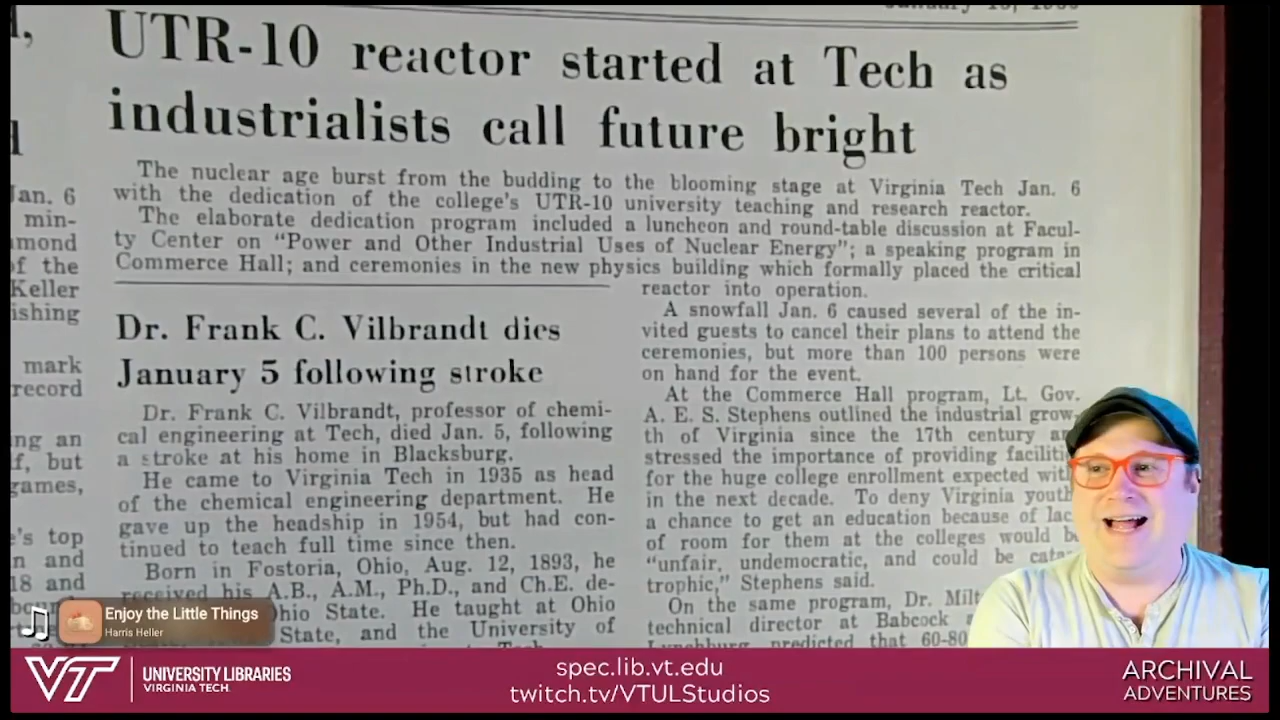 UTR-10 reactor started at Tech as
industrialists call future bright
The nuclear age burst from the budding to the blooming stage at Virginia Tech Jan. 6
with the dedication of the college's UTR-10 university teaching and research reactor.
The elaborate dedication program included a luncheon and round-table discussion at Facul-
ty Center on "Power and Other Industrial Uses of Nuclear Energy"; a speaking program in
Commerce Hall; and ceremonies in the new physics building which formally placed the critical
reactor into operation.
A snowfall Jan. 6 caused several of the in-
vited guests to cancel their plans to attend the
ceremonies, but more than 100 persons were
on hand for the event.
At the Commerce Hall program, Lt. Gov.
A. E. S. Stephens outlined the industrial grow-
th of Virginia since the 17th century
stressed the importance of providing
for the huge college enrollment expected
in the next decade. To deny Virginia youth
a chance to get an education because of
of room for them at the colleges would
"unfair, undemocratic, and could be
trophic," Stephens said.
On the same program, Dr.
technical director at Babcock
Lynchburg, predicted that 60-80
Dr. Frank C. Vilbrandt dies
January 5 following stroke
Dr. Frank C. Vilbrandt, professor of chemi-
cal engineering at Tech, died Jan. 5, following
a stroke at his home in Blacksburg.
He came to Virginia Tech in 1935 as head
of the chemical engineering department. He
gave up the headship in 1954, but had con-
tinued to teach full time since then.
Born in Fostoria, Ohio, Aug. 12, 1893, he
received his A.B., A.M., Ph.D., and Ch.E. de-
Ohio State. He taught at Ohio
State, and the University of
Jan. 6
min-
of the
Keller
mark
record
ng an
but
games,
's top
n and
18 and
Enjoy the Little Things
Harris Heller
VT
UNIVERSITY LIBRARIES
VIRGINIA TECH.
spec.lib.vt.edu
twitch.tv/VTULStudios
ARCHIVAL
ADVENTURES